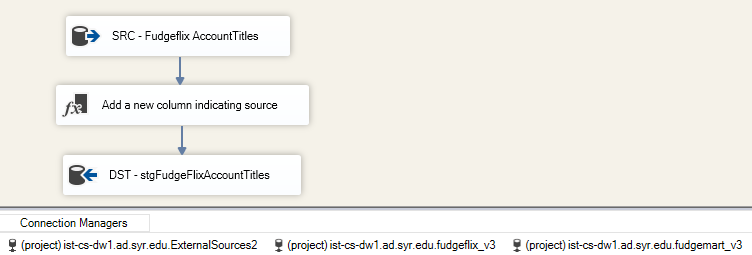 SRC - Fudgeflix AccountTitles
fx
Add a new column indicating source
DST - stgFudgeFlixAccountTitles
Connection Managers
(project) ist-cs-dw1.ad.syr.edu.ExternalSources2 (project) ist-cs-dw1.ad.syr.edu.fudgeflix_v3 (project) ist-cs-dw1.ad.syr.edu.fudgemart_v3